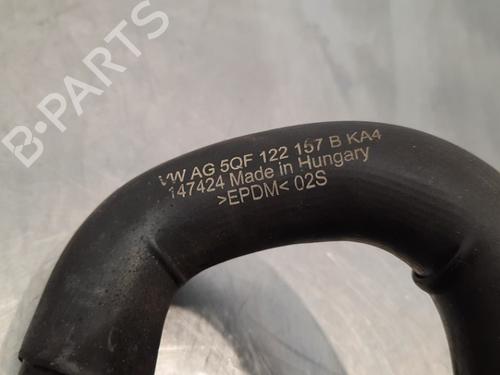 VW AG 5QF 122 157 B KA4
147424 Made in Hungary
>EPDM< 02S
B-PARTS